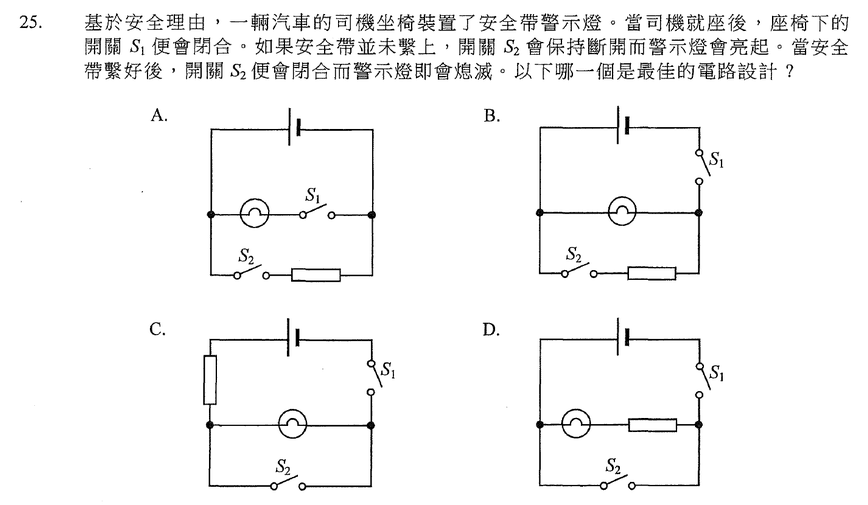 25. 基於安全理由，一輛汽車的司機坐椅裝置了安全帶警示燈。當司機就座後，座椅下的
開關 S₁ 便會閉合。如果安全帶並未繫上，開關 S₂ 會保持斷開而警示燈會亮起。當安全
帶繫好後，開關 S₂ 便會閉合而警示燈即會熄滅。以下哪一個是最佳的電路設計？
A.
S₁
S₂
B.
S₁
S₂
C.
S₁
S₂
D.
S₁
S₂